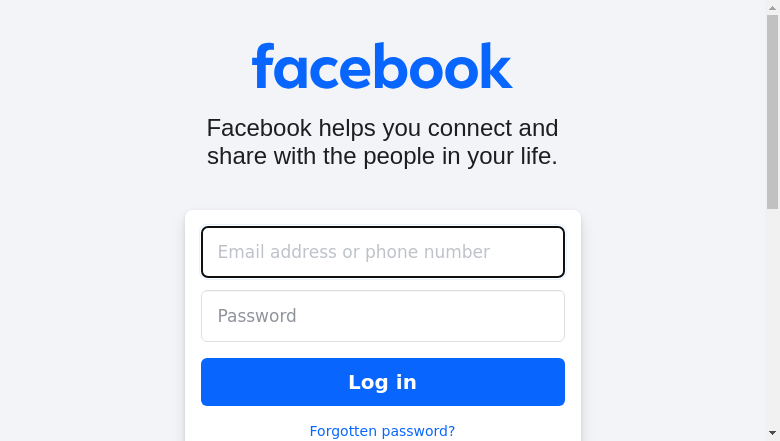 facebook
Facebook helps you connect and
share with the people in your life.
Email address or phone number
Password
Log in
Forgotten password?